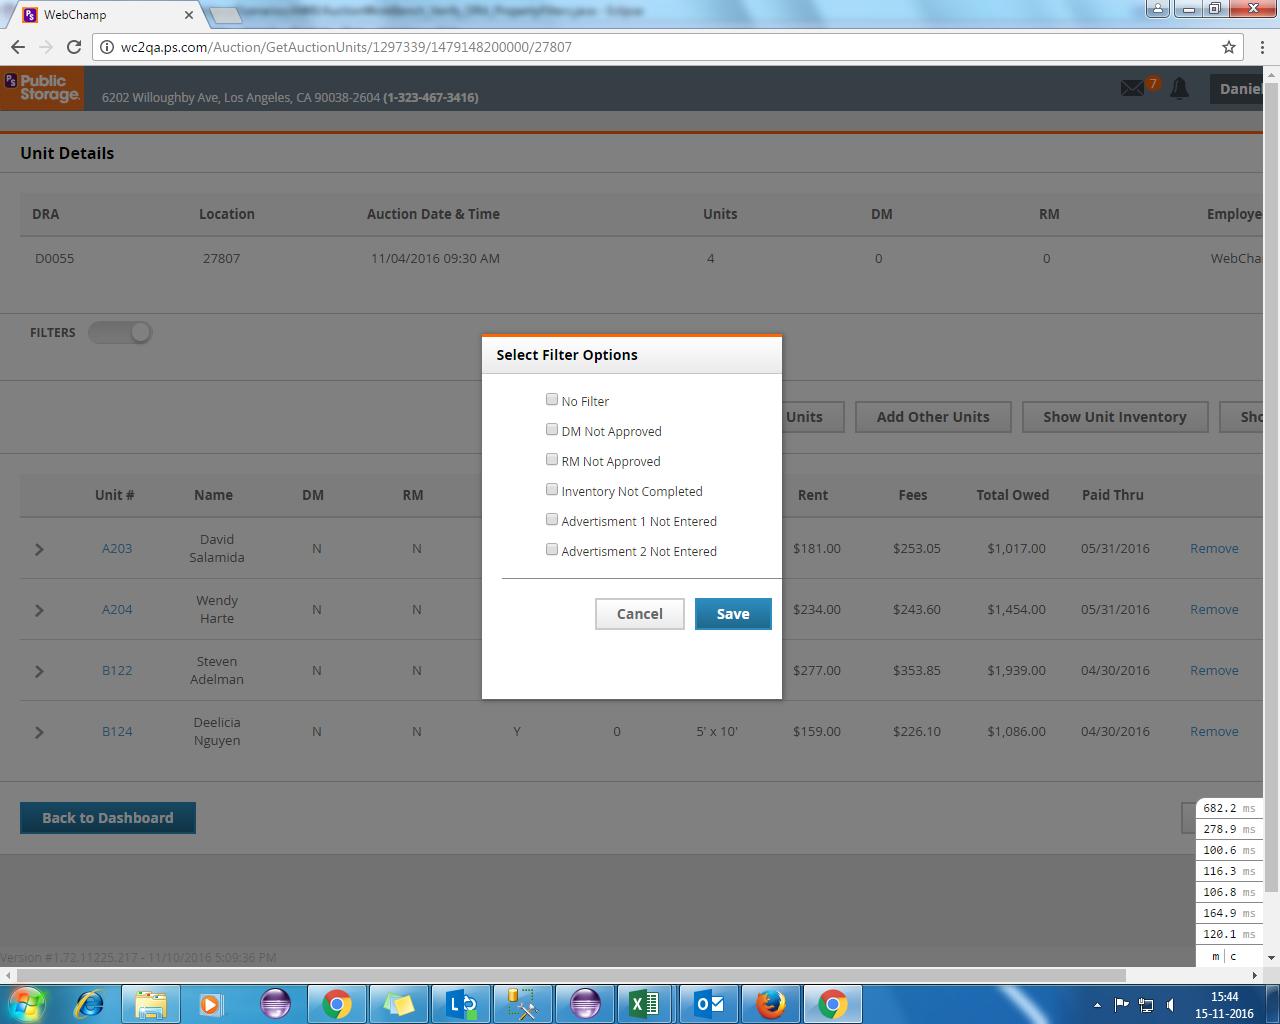 WebChamp
wc2qa.ps.com/Auction/GetAuctionUnits/1297339/1479148200000/27807
PS Public Storage.
6202 Willoughby Ave, Los Angeles, CA 90038-2604 (1-323-467-3416)
7
Daniel
Unit Details
DRA Location Auction Date & Time Units DM RM Employe
D0055 27807 11/04/2016 09:30 AM 4 0 0 WebCha
FILTERS
Select Filter Options
No Filter
DM Not Approved
RM Not Approved
Inventory Not Completed
Advertisment 1 Not Entered
Advertisment 2 Not Entered
Cancel Save
Units Add Other Units Show Unit Inventory Sho
Unit # Name DM RM Rent Fees Total Owed Paid Thru
A203 David Salamida N N $181.00 $253.05 $1,017.00 05/31/2016 Remove
A204 Wendy Harte N N $234.00 $243.60 $1,454.00 05/31/2016 Remove
B122 Steven Adelman N N $277.00 $353.85 $1,939.00 04/30/2016 Remove
B124 Deelicia Nguyen N N Y 0 5' x 10' $159.00 $226.10 $1,086.00 04/30/2016 Remove
Back to Dashboard
682.2 ms
278.9 ms
100.6 ms
116.3 ms
106.8 ms
164.9 ms
120.1 ms
m c
Version #1.72.11225.217 - 11/10/2016 5:09:36 PM
15:44
15-11-2016